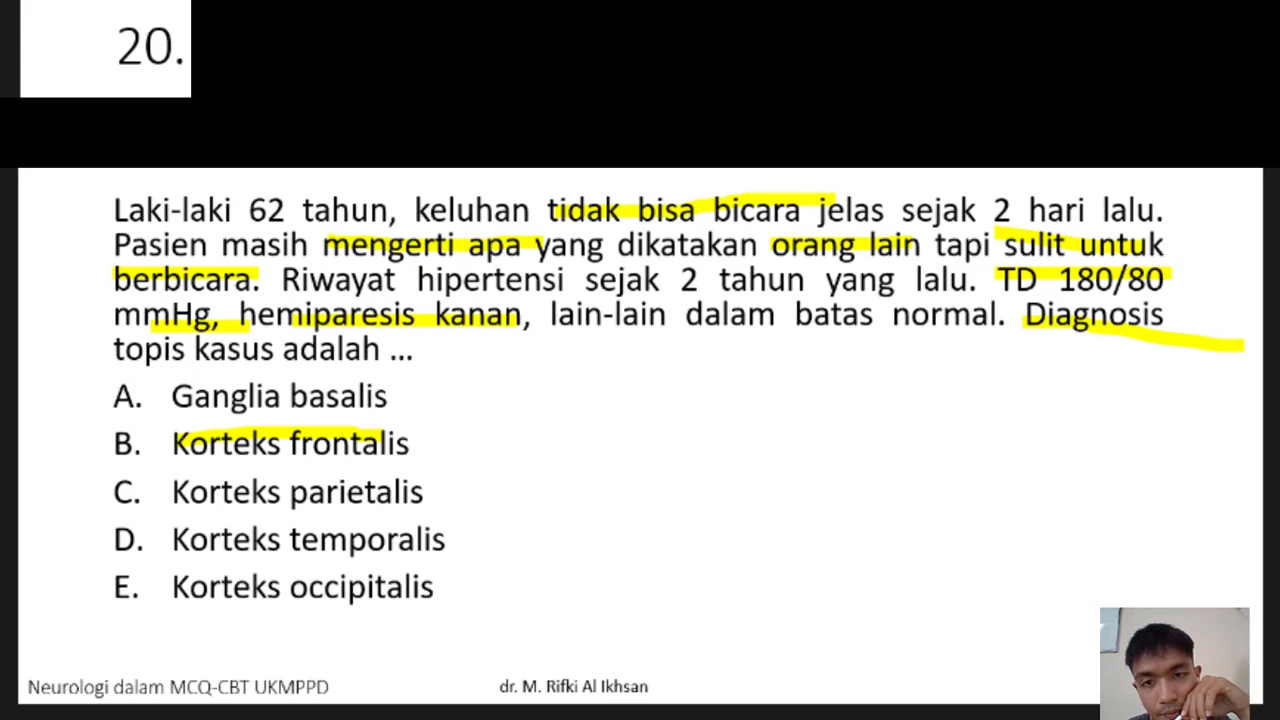 20.
Laki-laki 62 tahun, keluhan tidak bisa bicara jelas sejak 2 hari lalu.
Pasien masih mengerti apa yang dikatakan orang lain tapi sulit untuk
berbicara. Riwayat hipertensi sejak 2 tahun yang lalu. TD 180/80
mmHg, hemiparesis kanan, lain-lain dalam batas normal. Diagnosis
topis kasus adalah ...
A. Ganglia basalis
B. Korteks frontalis
C. Korteks parietalis
D. Korteks temporalis
E. Korteks occipitalis
Neurologi dalam MCQ-CBT UKMPPD
dr. M. Rifki Al Ikhsan